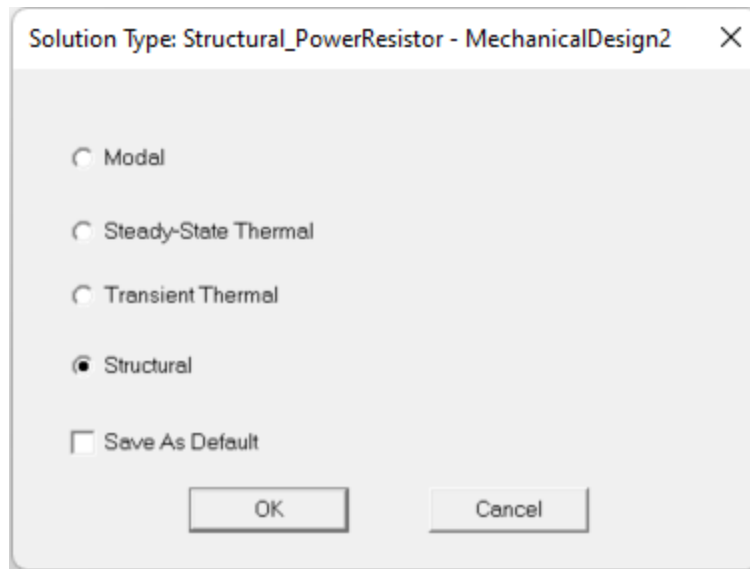 Solution Type: Structural_PowerResistor - MechanicalDesign2
Modal
Steady-State Thermal
Transient Thermal
Structural
Save As Default
OK Cancel